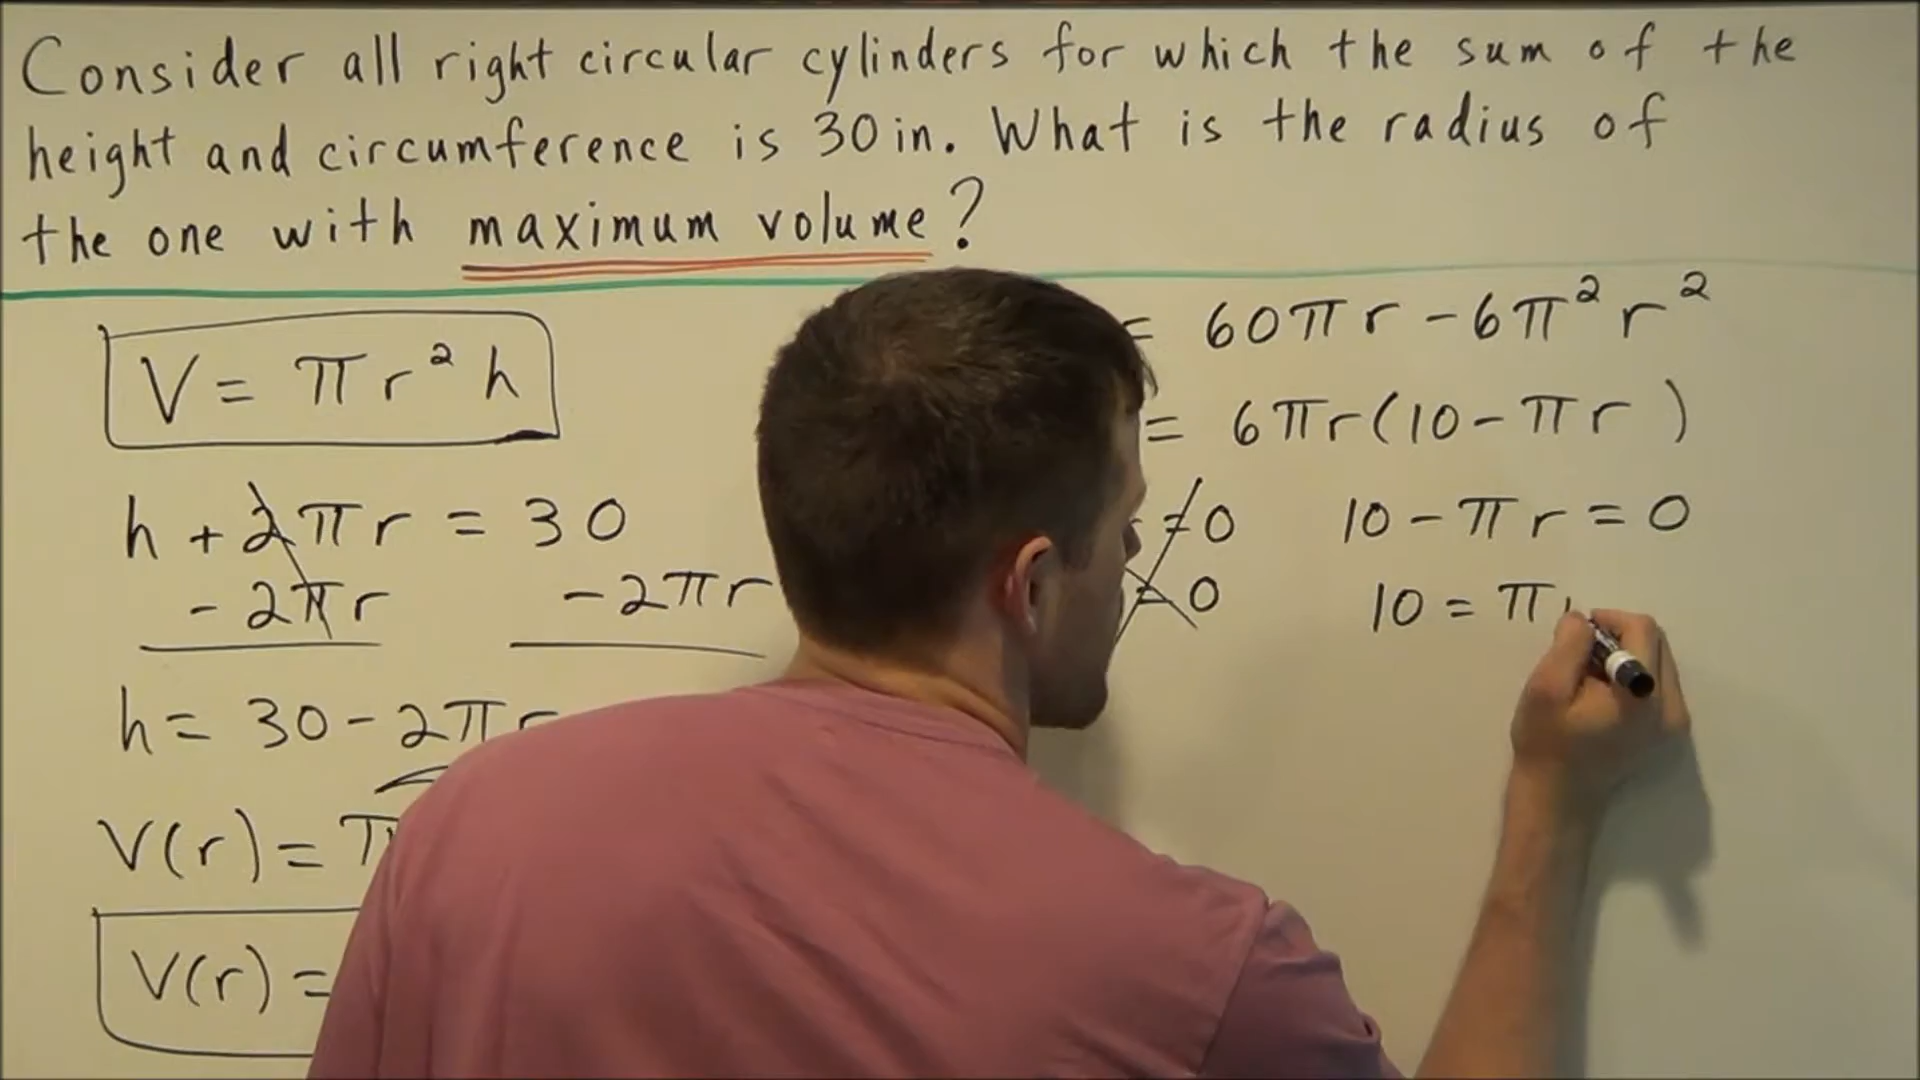 Consider all right circular cylinders for which the sum of the
height and circumference is 30 in. What is the radius of
the one with maximum volume?
V = πr²h
h + 2πr = 30
- 2πr - 2πr
h = 30 - 2πr
V(r) = π
V(r) =
= 60πr - 6π²r²
= 6πr(10 - πr)
= 0 10 - πr = 0
= 0 10 = π